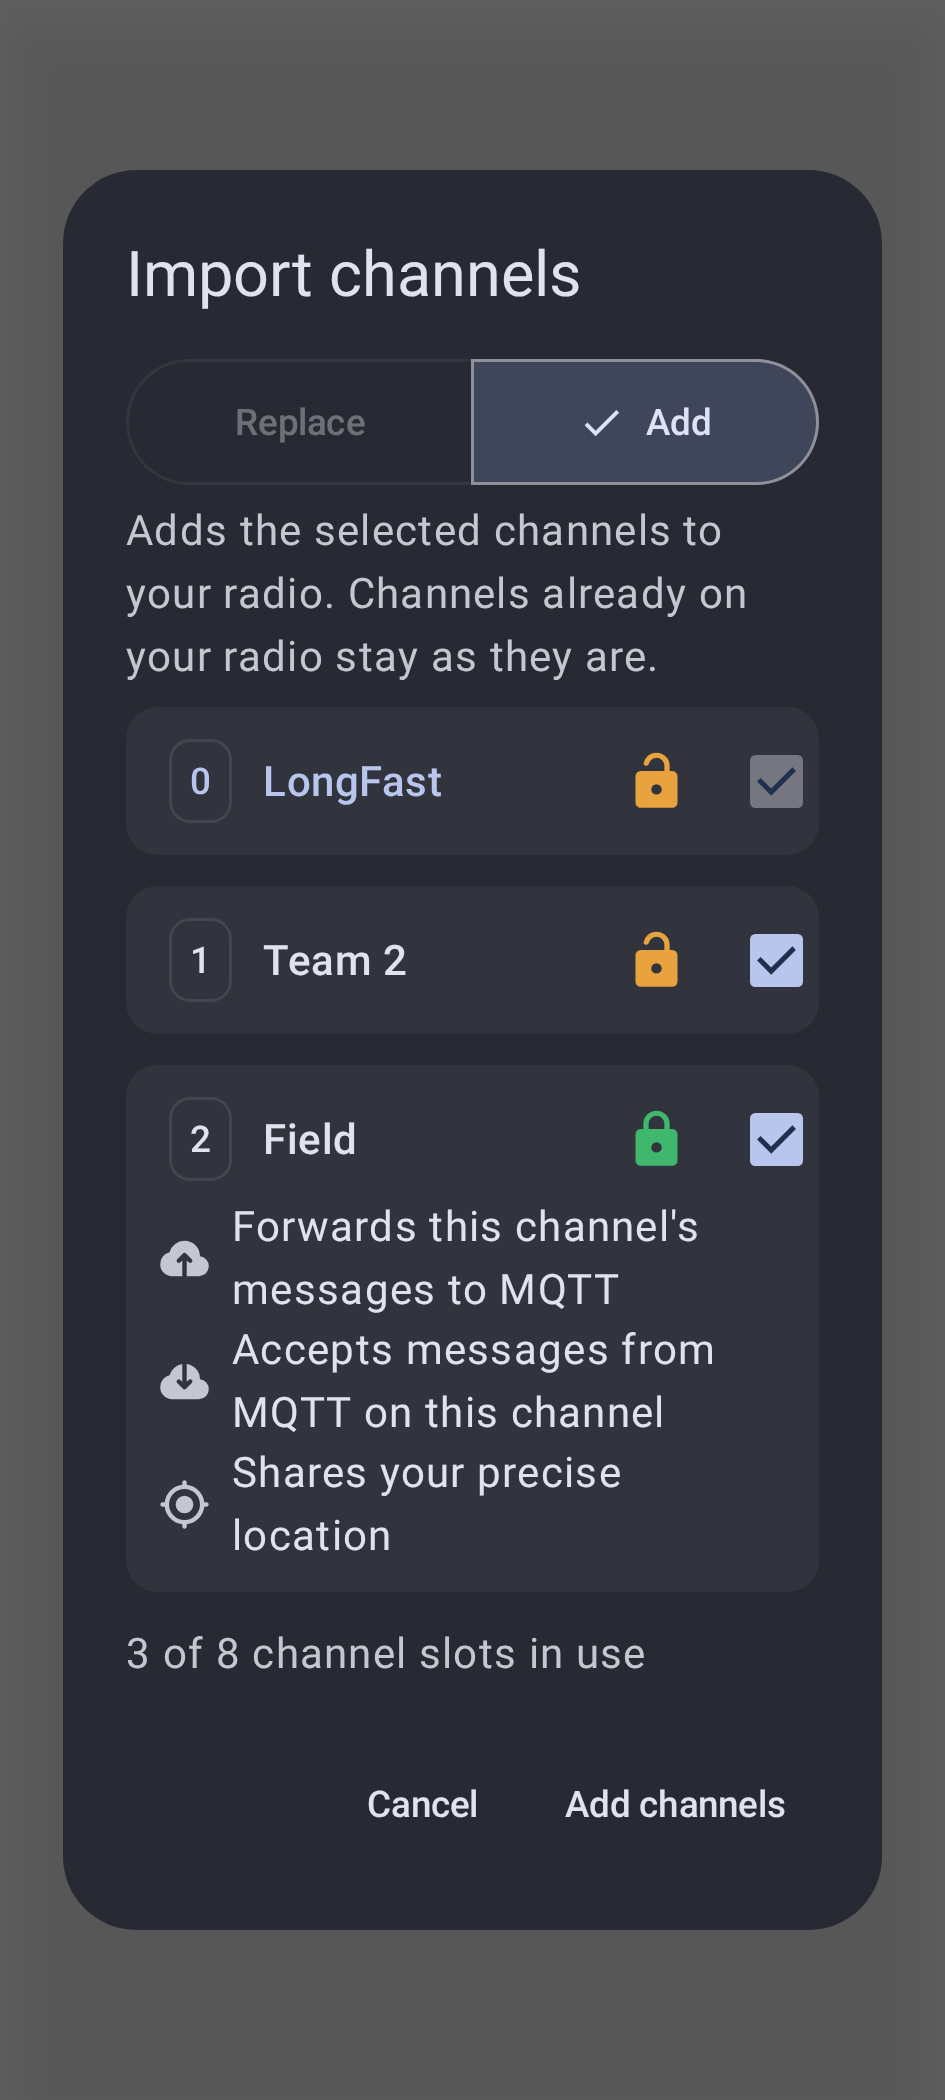 Import channels
Replace
Add
Adds the selected channels to
your radio. Channels already on
your radio stay as they are.
0 LongFast
1 Team 2
2 Field
Forwards this channel's
messages to MQTT
Accepts messages from
MQTT on this channel
Shares your precise
location
3 of 8 channel slots in use
Cancel
Add channels